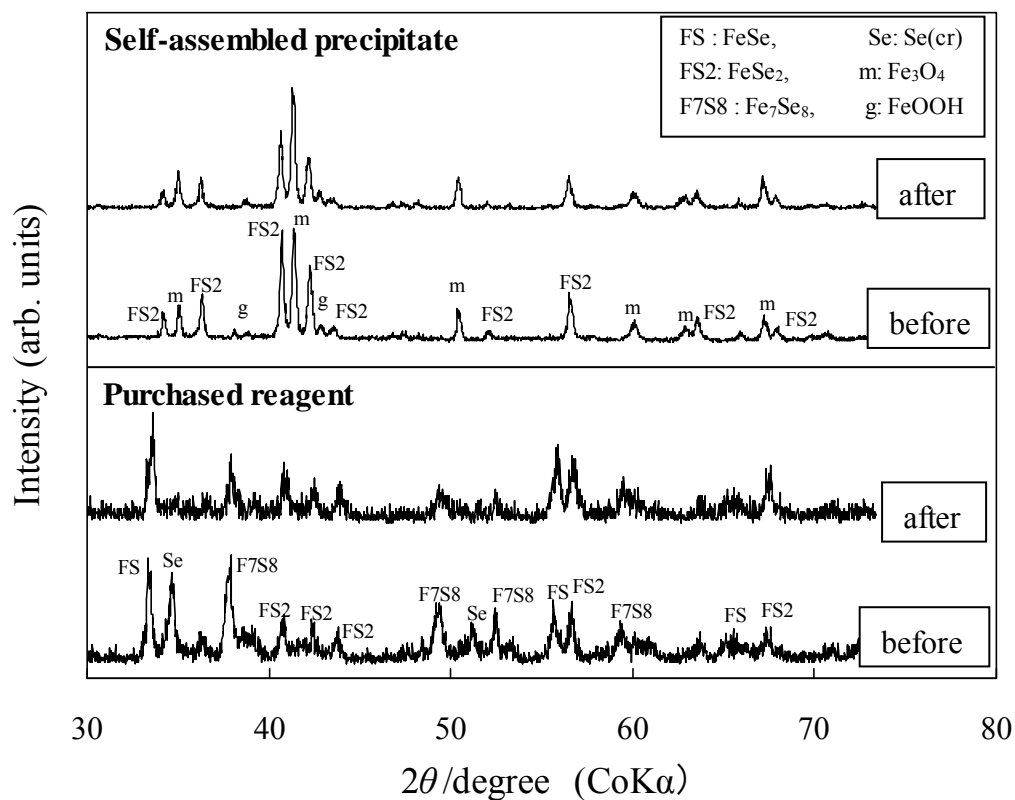 Self-assembled precipitate
FS : FeSe, Se: Se(cr)
FS2: FeSe₂, m: Fe₃O₄
F7S8 : Fe₇Se₈, g: FeOOH
after
FS2 m FS2 g FS2 m FS2 g FS2 m FS2 FS2 m m FS2 m FS2
before
Purchased reagent
after
FS Se F7S8 FS2 FS2 FS2 F7S8 Se F7S8 FS FS2 F7S8 FS FS2
before
Intensity (arb. units)
30 40 50 60 70 80
2θ/degree (CoKα)